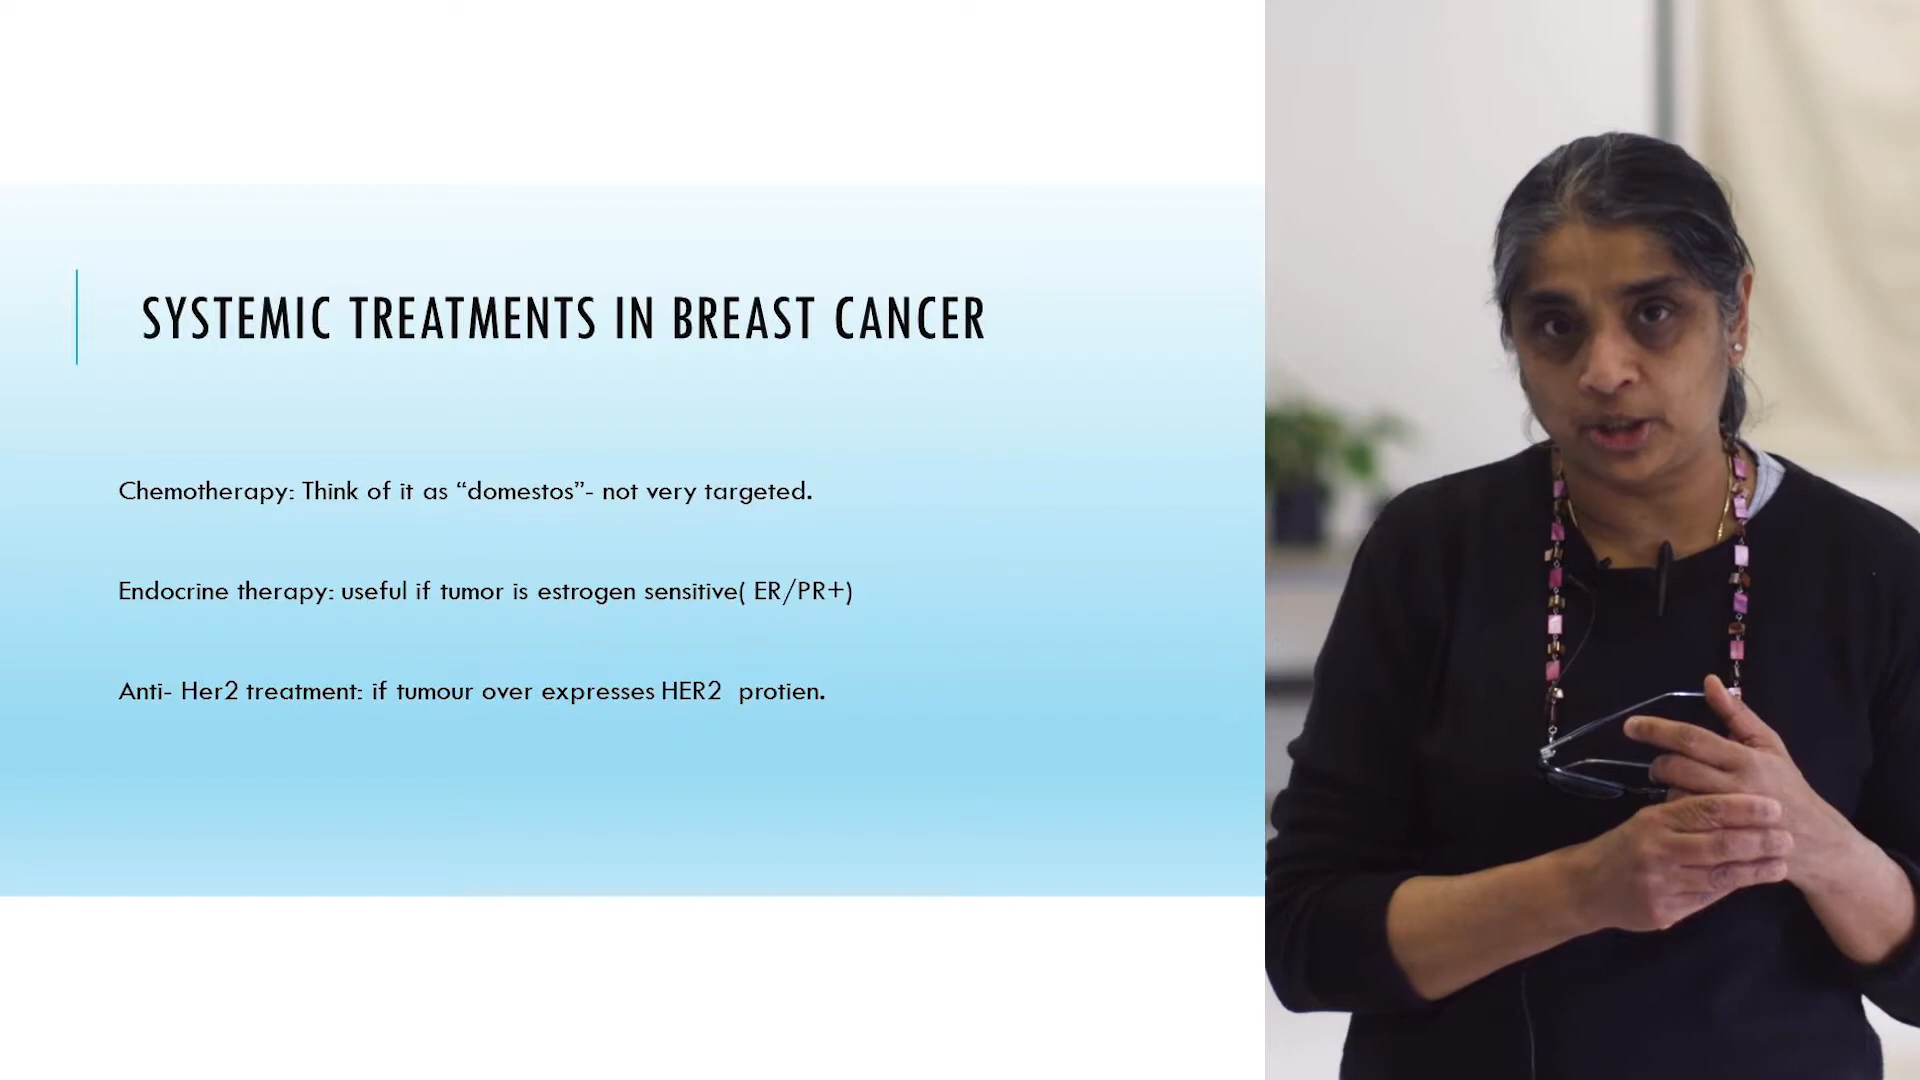 SYSTEMIC TREATMENTS IN BREAST CANCER
Chemotherapy: Think of it as “domestos”- not very targeted.
Endocrine therapy: useful if tumor is estrogen sensitive( ER/PR+)
Anti- Her2 treatment: if tumour over expresses HER2  protien.